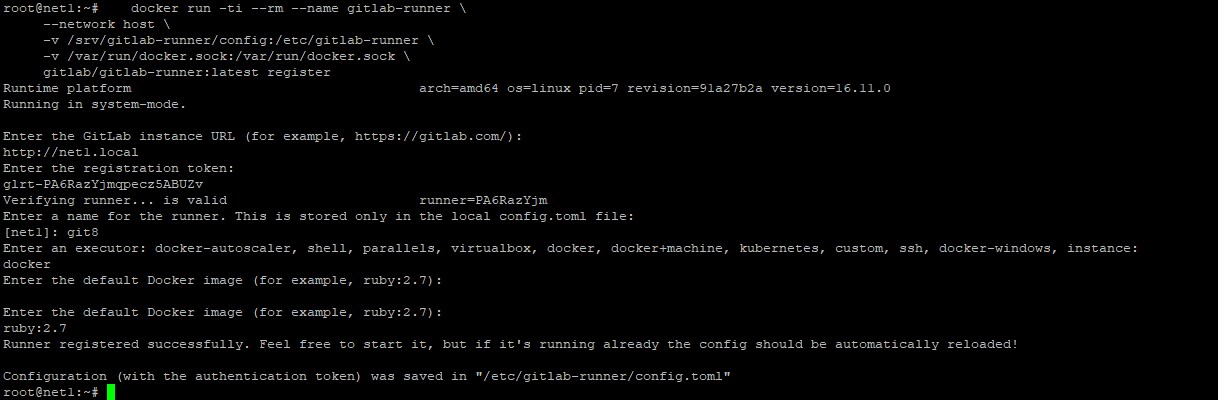 root@net1:~#    docker run -ti --rm --name gitlab-runner \
     --network host \
     -v /srv/gitlab-runner/config:/etc/gitlab-runner \
     -v /var/run/docker.sock:/var/run/docker.sock \
     gitlab/gitlab-runner:latest register
Runtime platform                                    arch=amd64 os=linux pid=7 revision=91a27b2a version=16.11.0
Running in system-mode.

Enter the GitLab instance URL (for example, https://gitlab.com/):
http://net1.local
Enter the registration token:
glrt-PA6RazYjmqpecz5ABUZv
Verifying runner... is valid                        runner=PA6RazYjm
Enter a name for the runner. This is stored only in the local config.toml file:
[net1]: git8
Enter an executor: docker-autoscaler, shell, parallels, virtualbox, docker, docker+machine, kubernetes, custom, ssh, docker-windows, instance:
docker
Enter the default Docker image (for example, ruby:2.7):

Enter the default Docker image (for example, ruby:2.7):
ruby:2.7
Runner registered successfully. Feel free to start it, but if it's running already the config should be automatically reloaded!

Configuration (with the authentication token) was saved in "/etc/gitlab-runner/config.toml"
root@net1:~#